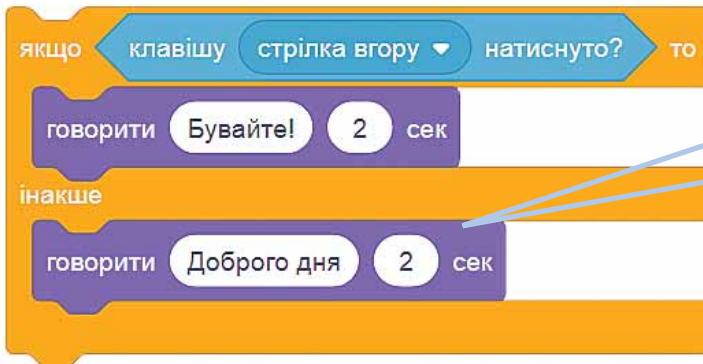 якщо клавішу стрілка вгору натиснуто? то
говорити Бувайте! 2 сек
інакше
говорити Доброго дня 2 сек